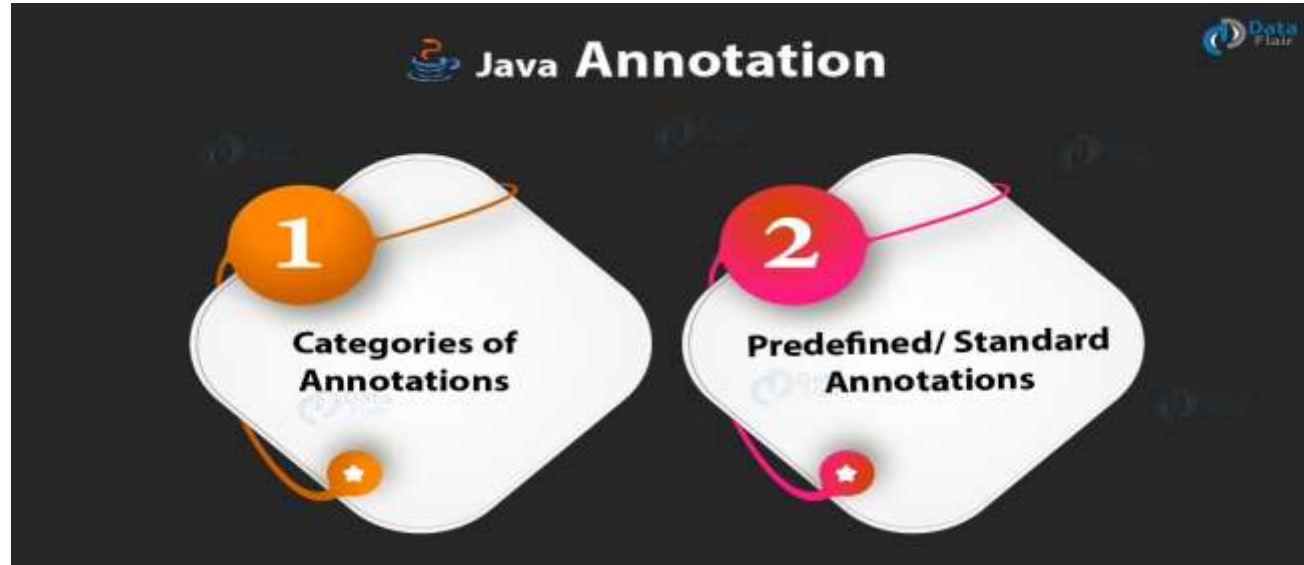 Java Annotation
Data
Flair
1
Categories of
Annotations
2
Predefined/ Standard
Annotations